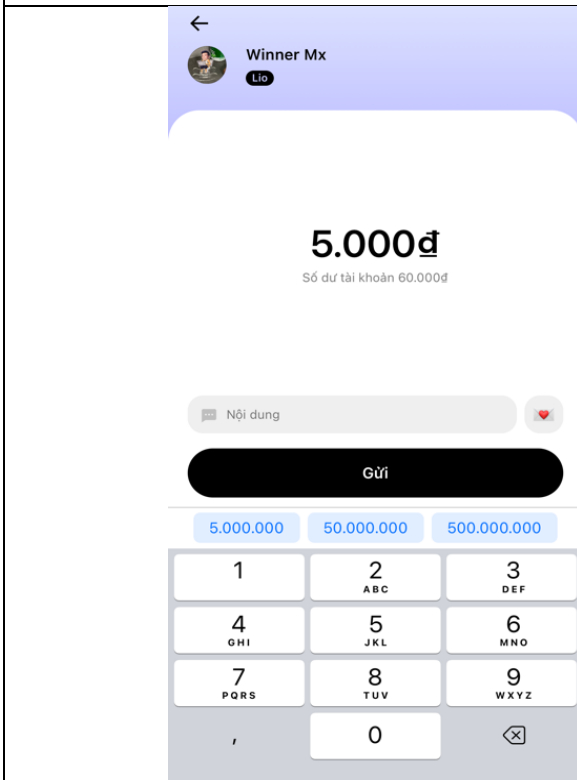 Winner Mx
Lio
5.000₫
Số dư tài khoản 60.000₫
Nội dung
Gửi
5.000.000 50.000.000 500.000.000
1 2 3
ABC DEF
4 5 6
GHI JKL MNO
7 8 9
PQRS TUV WXYZ
, 0